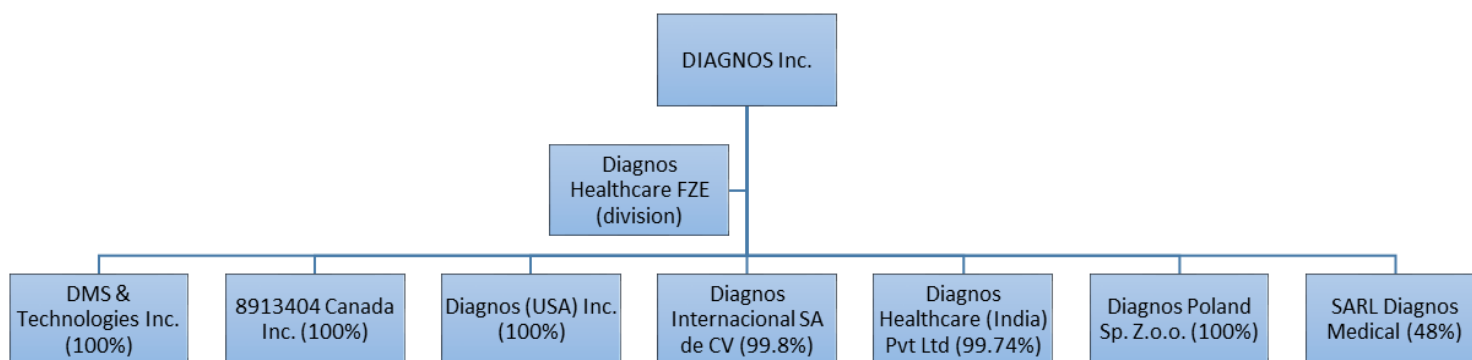 DIAGNOS Inc.
Diagnos
Healthcare FZE
(division)
DMS &
Technologies Inc.
(100%)
8913404 Canada
Inc. (100%)
Diagnos (USA) Inc.
(100%)
Diagnos
Internacional SA
de CV (99.8%)
Diagnos
Healthcare (India)
Pvt Ltd (99.74%)
Diagnos Poland
Sp. Z.o.o. (100%)
SARL Diagnos
Medical (48%)